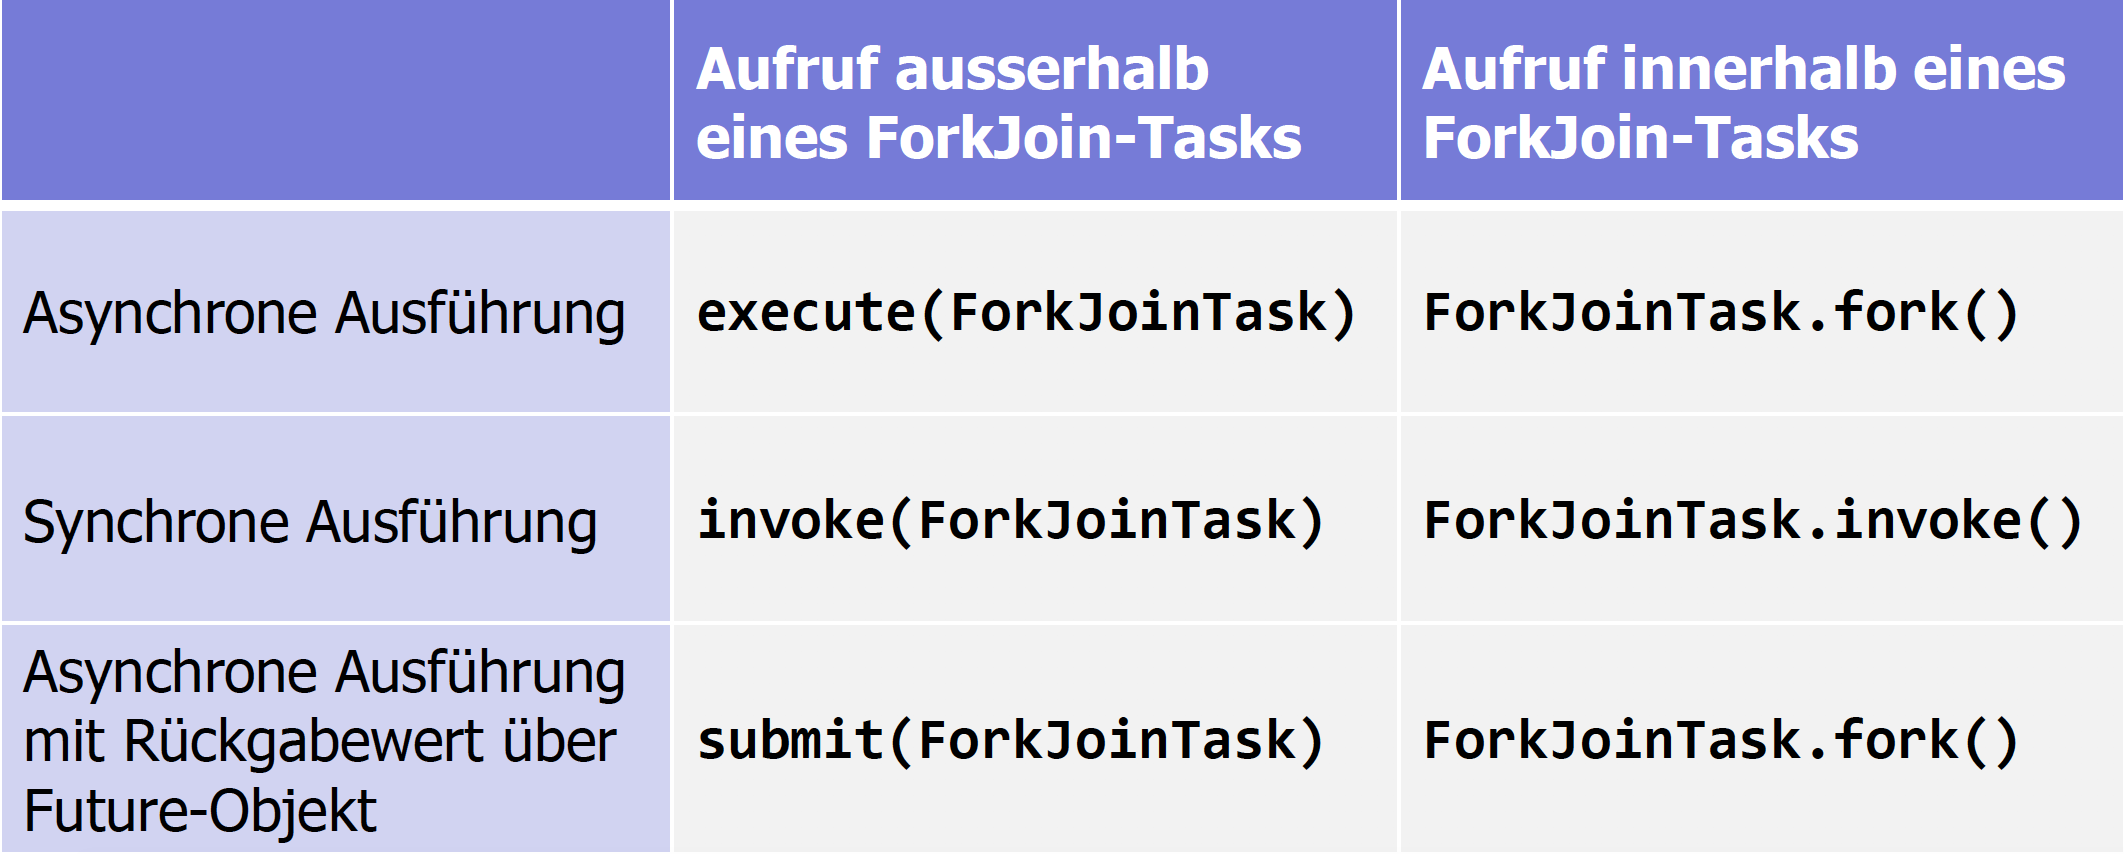 Aufruf ausserhalb
eines ForkJoin-Tasks
Aufruf innerhalb eines
ForkJoin-Tasks
Asynchrone Ausführung
execute(ForkJoinTask)
ForkJoinTask.fork()
Synchrone Ausführung
invoke(ForkJoinTask)
ForkJoinTask.invoke()
Asynchrone Ausführung
mit Rückgabewert über
Future-Objekt
submit(ForkJoinTask)
ForkJoinTask.fork()